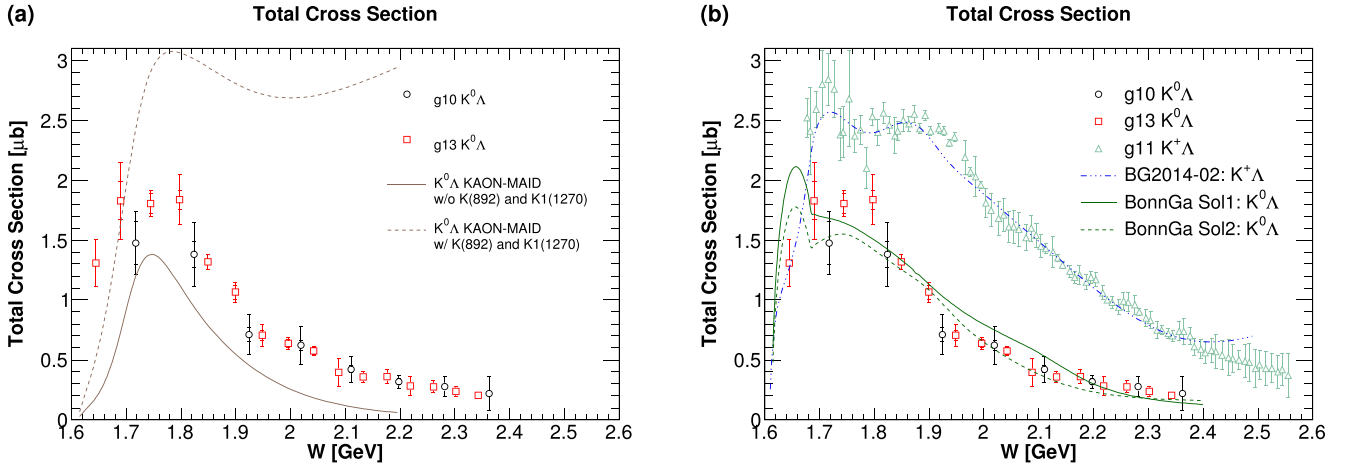 (a)
Total Cross Section
Total Cross Section [μb]
3
2.5
2
1.5
1
0.5
0
1.6 1.7 1.8 1.9 2 2.1 2.2 2.3 2.4 2.5 2.6
W [GeV]
g10 K⁰Λ
g13 K⁰Λ
K⁰Λ KAON-MAID
w/o K(892) and K1(1270)
K⁰Λ KAON-MAID
w/ K(892) and K1(1270)
(b)
Total Cross Section
Total Cross Section [μb]
3
2.5
2
1.5
1
0.5
0
1.6 1.7 1.8 1.9 2 2.1 2.2 2.3 2.4 2.5 2.6
W [GeV]
g10 K⁰Λ
g13 K⁰Λ
g11 K⁺Λ
BG2014-02: K⁺Λ
BonnGa Sol1: K⁰Λ
BonnGa Sol2: K⁰Λ